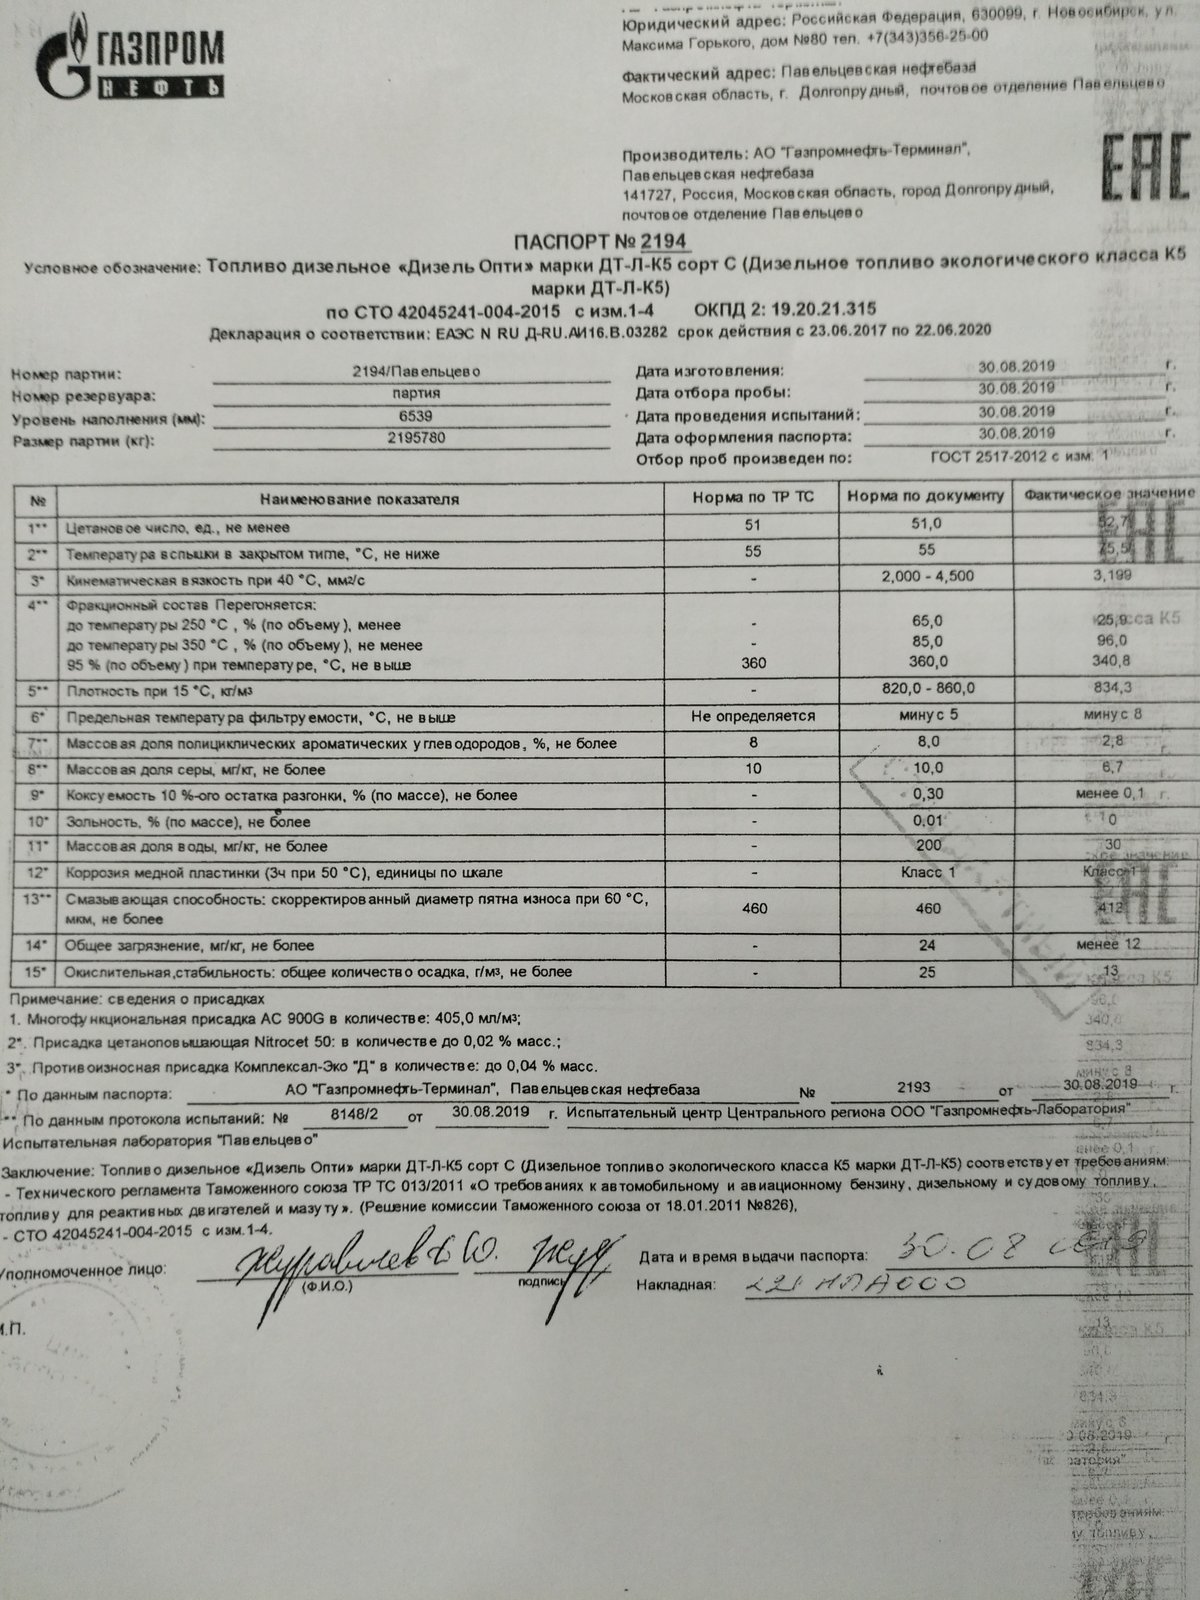 ГАЗПРОМ
НЕФТЬ
Юридический адрес: Российская Федерация, 630099, г. Новосибирск, ул.
Максима Горького, дом №80 тел. +7(343)356-25-00
Фактический адрес: Павельцевская нефтебаза
Московская область, г. Долгопрудный, почтовое отделение Павельцево
Производитель: АО "Газпромнефть-Терминал",
Павельцевская нефтебаза
141727, Россия, Московская область, город Долгопрудный,
почтовое отделение Павельцево
EAC
ПАСПОРТ № 2194
Условное обозначение: Топливо дизельное «Дизель Опти» марки ДТ-Л-К5 сорт С (Дизельное топливо экологического класса К5
марки ДТ-Л-К5)
по СТО 42045241-004-2015 с изм.1-4 ОКПД 2: 19.20.21.315
Декларация о соответствии: ЕАЭС N RU Д-RU.АИ16.В.03282 срок действия с 23.06.2017 по 22.06.2020
Номер партии: 2194/Павельцево Дата изготовления: 30.08.2019 г.
Номер резервуара: партия Дата отбора пробы: 30.08.2019 г.
Уровень наполнения (мм): 6539 Дата проведения испытаний: 30.08.2019 г.
Размер партии (кг): 2195780 Дата оформления паспорта: 30.08.2019 г.
Отбор проб произведен по: ГОСТ 2517-2012 с изм. 1
№ Наименование показателя Норма по ТР ТС Норма по документу Фактическое значение
1** Цетановое число, ед., не менее 51 51,0 52,7
2** Температура вспышки в закрытом тигле, °С, не ниже 55 55 75,5
3* Кинематическая вязкость при 40 °С, мм2/с - 2,000 - 4,500 3,199
4** Фракционный состав Перегоняется:
до температуры 250 °С , % (по объему), менее - 65,0 25,9
до температуры 350 °С , % (по объему), не менее - 85,0 96,0
95 % (по объему) при температуре, °С, не выше 360 360,0 340,8
5** Плотность при 15 °С, кг/м3 - 820,0 - 860,0 834,3
6* Предельная температура фильтруемости, °С, не выше Не определяется минус 5 минус 8
7** Массовая доля полициклических ароматических углеводородов, %, не более 8 8,0 2,8
8** Массовая доля серы, мг/кг, не более 10 10,0 6,7
9* Коксуемость 10 %-ого остатка разгонки, % (по массе), не более - 0,30 менее 0,1
10* Зольность, % (по массе), не более - 0,01 0
11* Массовая доля воды, мг/кг, не более - 200 30
12* Коррозия медной пластинки (3ч при 50 °С), единицы по шкале - Класс 1 Класс 1
13** Смазывающая способность: скорректированный диаметр пятна износа при 60 °С,
мкм, не более 460 460 412
14* Общее загрязнение, мг/кг, не более - 24 менее 12
15* Окислительная,стабильность: общее количество осадка, г/м3, не более - 25 13
Примечание: сведения о присадках
1. Многофункциональная присадка АС 900G в количестве: 405,0 мл/м3;
2*. Присадка цетаноповышающая Nitrocet 50: в количестве до 0,02 % масс.;
3*. Противоизносная присадка Комплексал-Эко "Д" в количестве: до 0,04 % масс.
* По данным паспорта: АО "Газпромнефть-Терминал", Павельцевская нефтебаза № 2193 от 30.08.2019 г.
** По данным протокола испытаний: № 8148/2 от 30.08.2019 г. Испытательный центр Центрального региона ООО "Газпромнефть-Лаборатория"
Испытательная лаборатория "Павельцево"
Заключение: Топливо дизельное «Дизель Опти» марки ДТ-Л-К5 сорт С (Дизельное топливо экологического класса К5 марки ДТ-Л-К5) соответствует требованиям:
- Технического регламента Таможенного союза ТР ТС 013/2011 «О требованиях к автомобильному и авиационному бензину, дизельному и судовому топливу,
топливу для реактивных двигателей и мазуту». (Решение комиссии Таможенного союза от 18.01.2011 №826),
- СТО 42045241-004-2015 с изм.1-4.
Уполномоченное лицо: Дата и время выдачи паспорта: 30.08
(Ф.И.О.) подпись Накладная:
М.П.